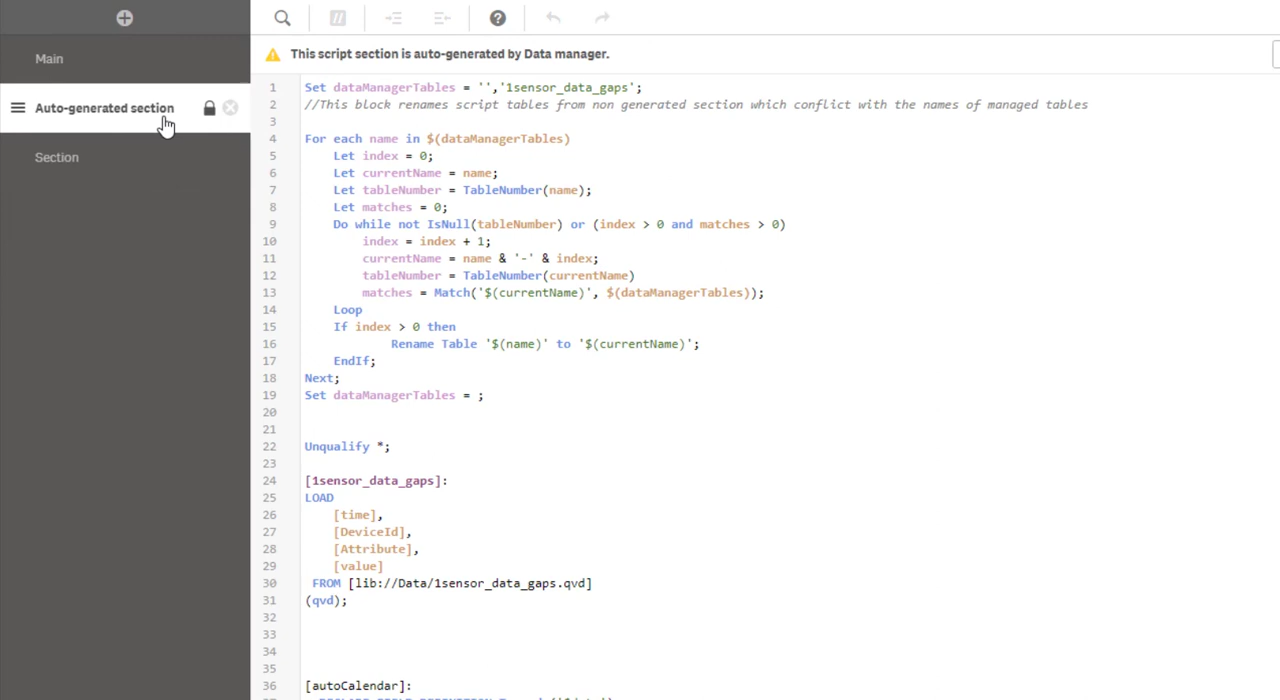 Main
Auto-generated section
Section
This script section is auto-generated by Data manager.
1 Set dataManagerTables = '','1sensor_data_gaps';
2 //This block renames script tables from non generated section which conflict with the names of managed tables
3
4 For each name in $(dataManagerTables)
5 Let index = 0;
6 Let currentName = name;
7 Let tableNumber = TableNumber(name);
8 Let matches = 0;
9 Do while not IsNull(tableNumber) or (index > 0 and matches > 0)
10 index = index + 1;
11 currentName = name & '-' & index;
12 tableNumber = TableNumber(currentName)
13 matches = Match('$(currentName)', $(dataManagerTables));
14 Loop
15 If index > 0 then
16 Rename Table '$(name)' to '$(currentName)';
17 EndIf;
18 Next;
19 Set dataManagerTables = ;
20
21
22 Unqualify *;
23
24 [1sensor_data_gaps]:
25 LOAD
26 [time],
27 [DeviceId],
28 [Attribute],
29 [value]
30 FROM [lib://Data/1sensor_data_gaps.qvd]
31 (qvd);
32
33
34
35
36 [autoCalendar]: